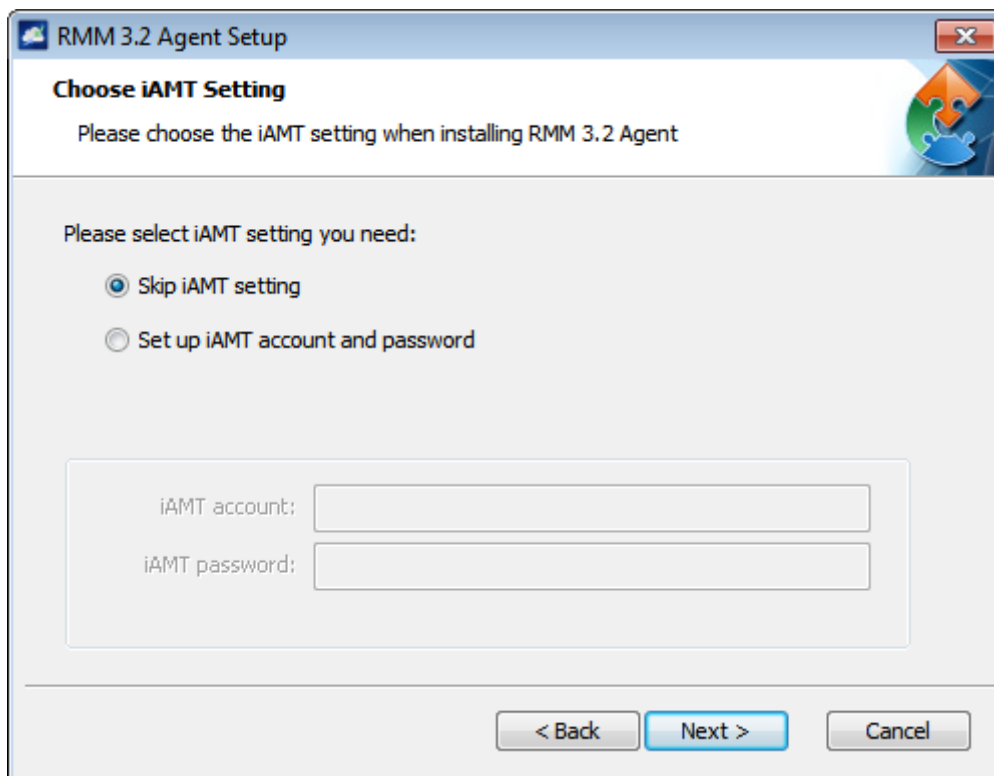 RMM 3.2 Agent Setup
Choose iAMT Setting
Please choose the iAMT setting when installing RMM 3.2 Agent
Please select iAMT setting you need:
Skip iAMT setting
Set up iAMT account and password
iAMT account:
iAMT password:
< Back Next > Cancel